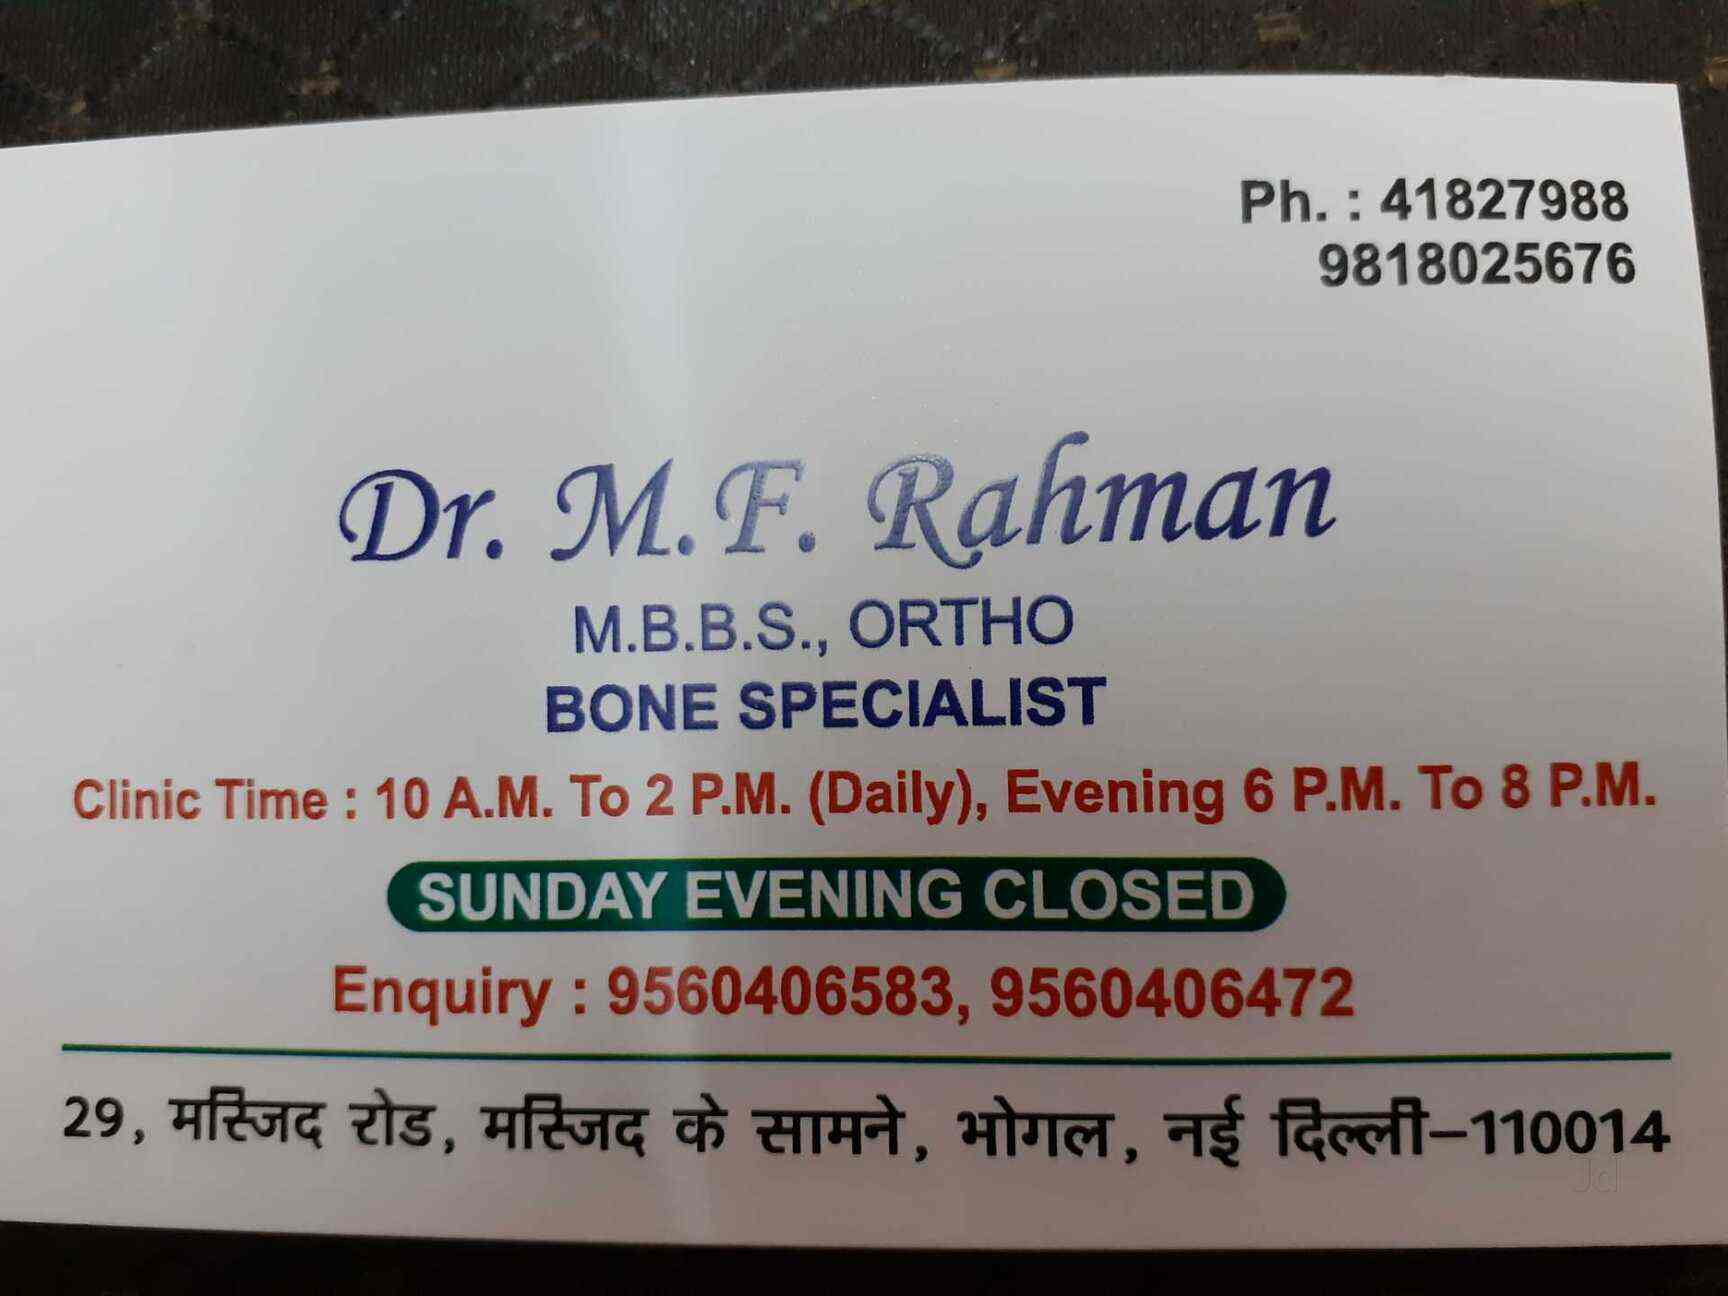 Ph. : 41827988
9818025676
Dr. M. F. Rahman
M.B.B.S., ORTHO
BONE SPECIALIST
Clinic Time : 10 A.M. To 2 P.M. (Daily), Evening 6 P.M. To 8 P.M.
SUNDAY EVENING CLOSED
Enquiry : 9560406583, 9560406472
29, मस्जिद रोड, मस्जिद के सामने, भोगल, नई दिल्ली–110014
Jd